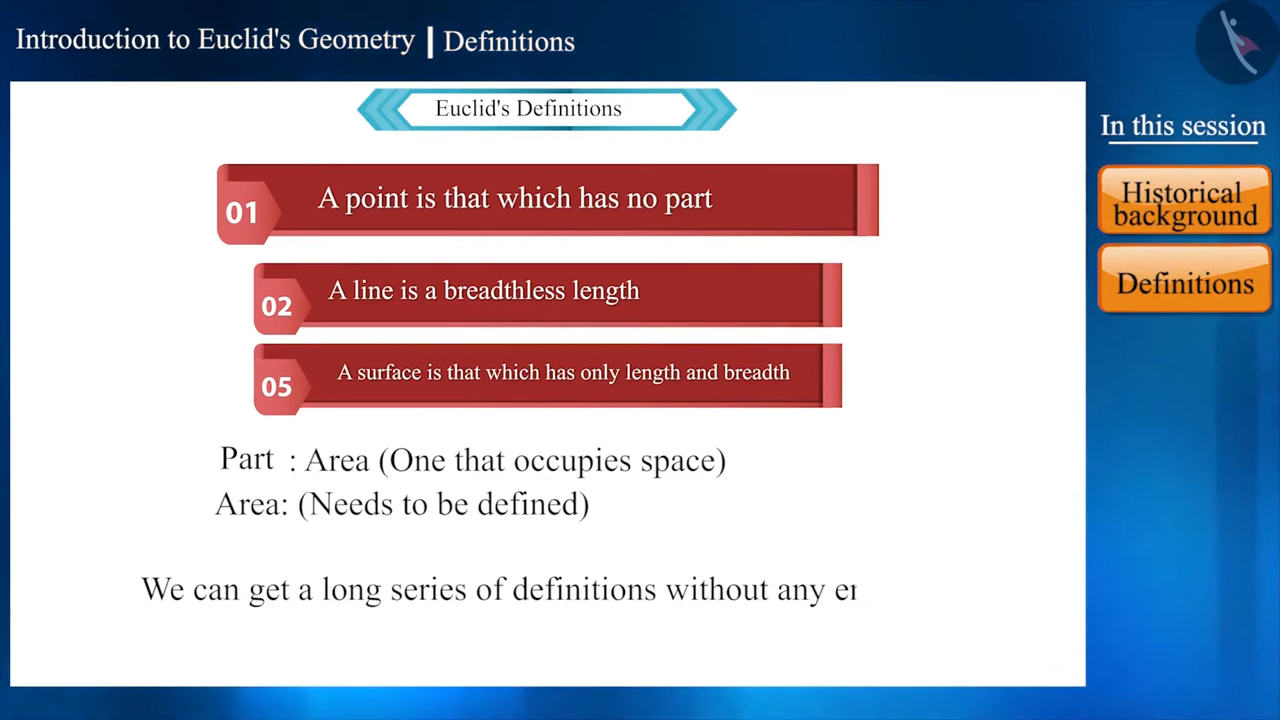 Introduction to Euclid's Geometry | Definitions
Euclid's Definitions
In this session
Historical
background
Definitions
01 A point is that which has no part
02 A line is a breadthless length
05 A surface is that which has only length and breadth
Part : Area (One that occupies space)
Area: (Needs to be defined)
We can get a long series of definitions without any